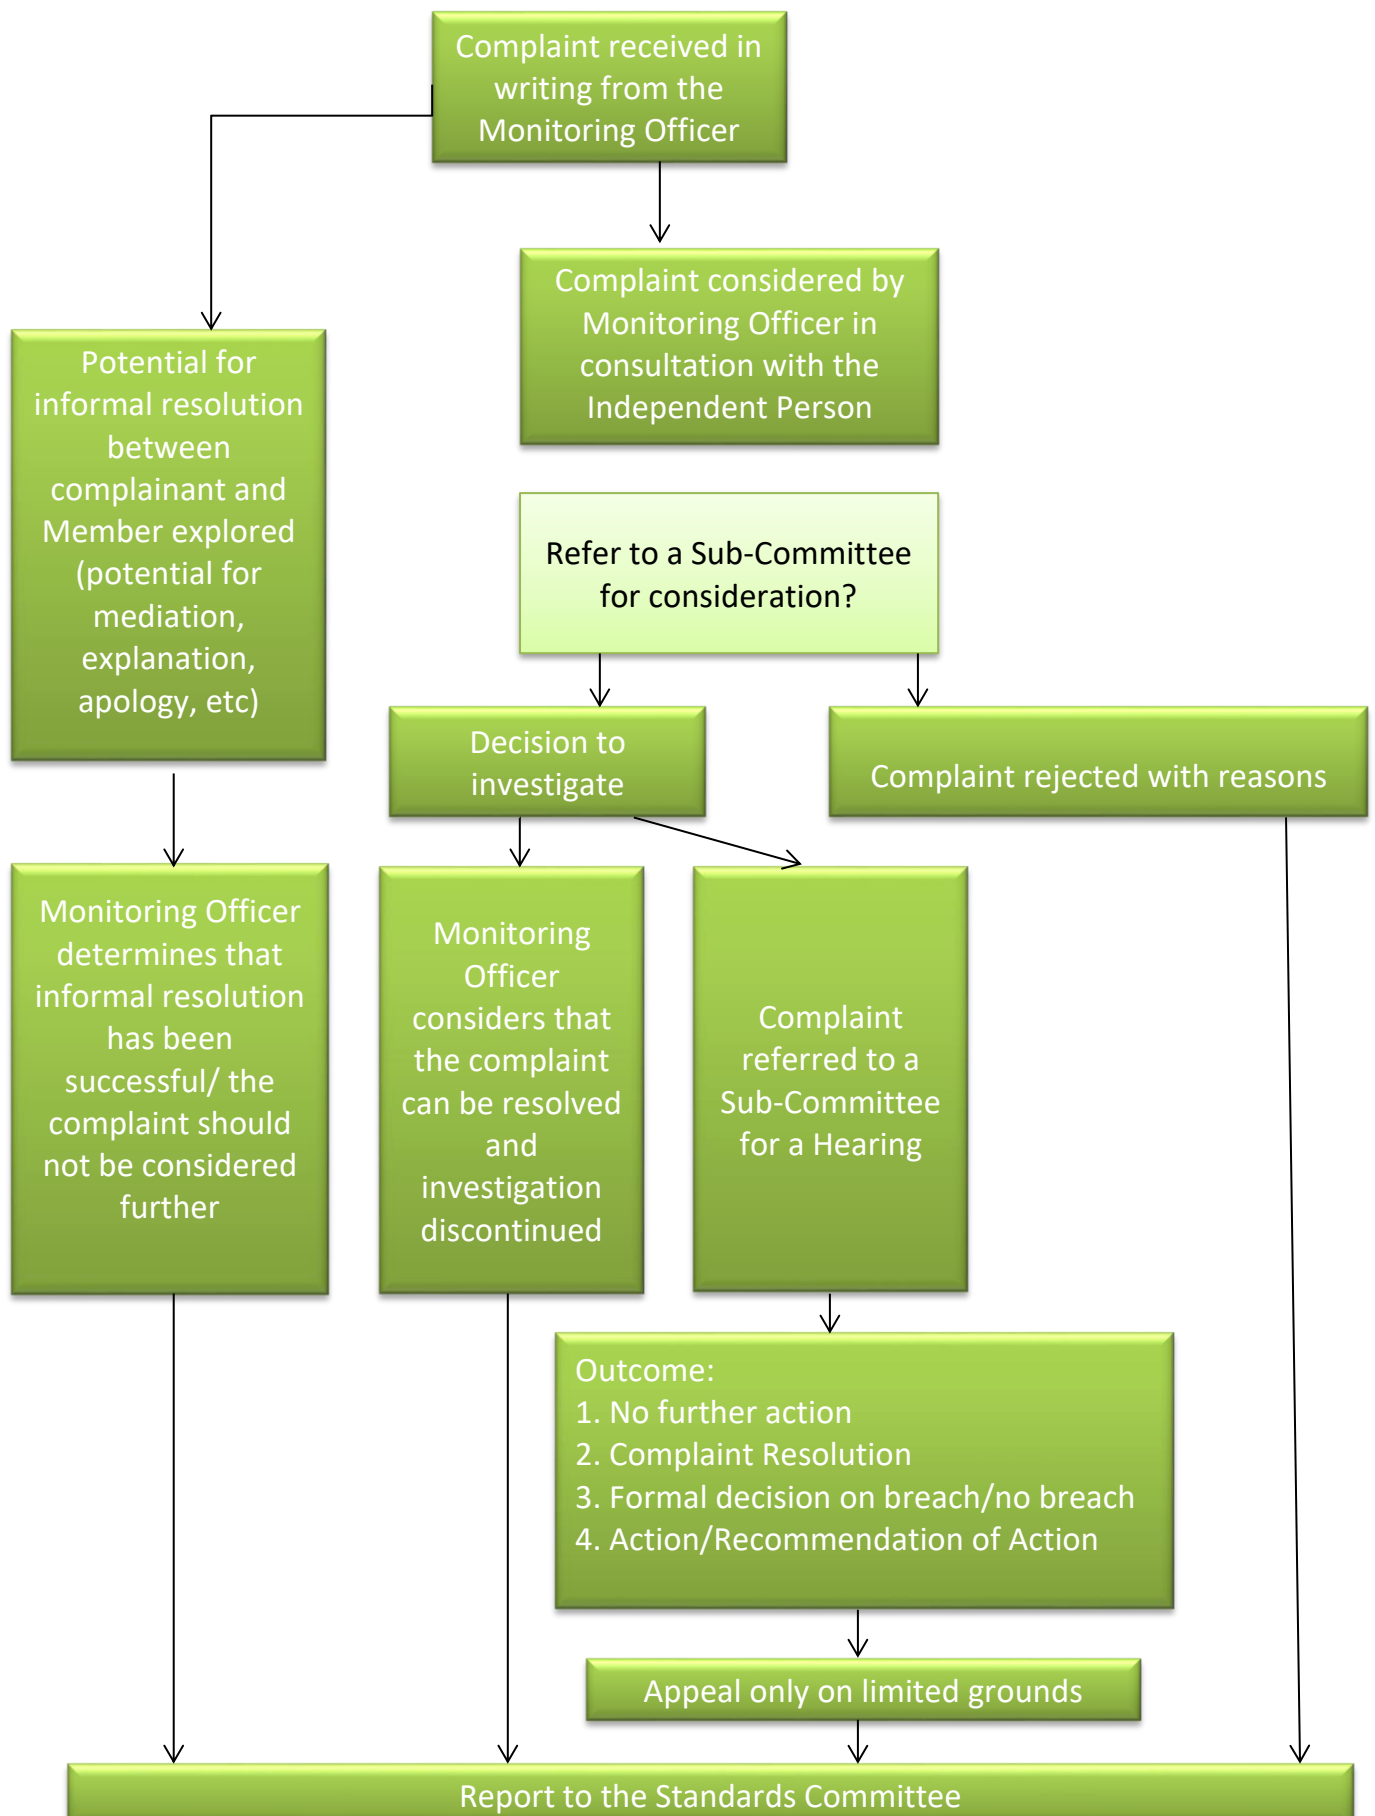 Complaint received in
writing from the
Monitoring Officer
Complaint considered by
Monitoring Officer in
consultation with the
Independent Person
Potential for
informal resolution
between
complainant and
Member explored
(potential for
mediation,
explanation,
apology, etc)
Refer to a Sub-Committee
for consideration?
Decision to
investigate
Complaint rejected with reasons
Monitoring Officer
determines that
informal resolution
has been
successful/ the
complaint should
not be considered
further
Monitoring
Officer
considers that
the complaint
can be resolved
and
investigation
discontinued
Complaint
referred to a
Sub-Committee
for a Hearing
Outcome:
1. No further action
2. Complaint Resolution
3. Formal decision on breach/no breach
4. Action/Recommendation of Action
Appeal only on limited grounds
Report to the Standards Committee